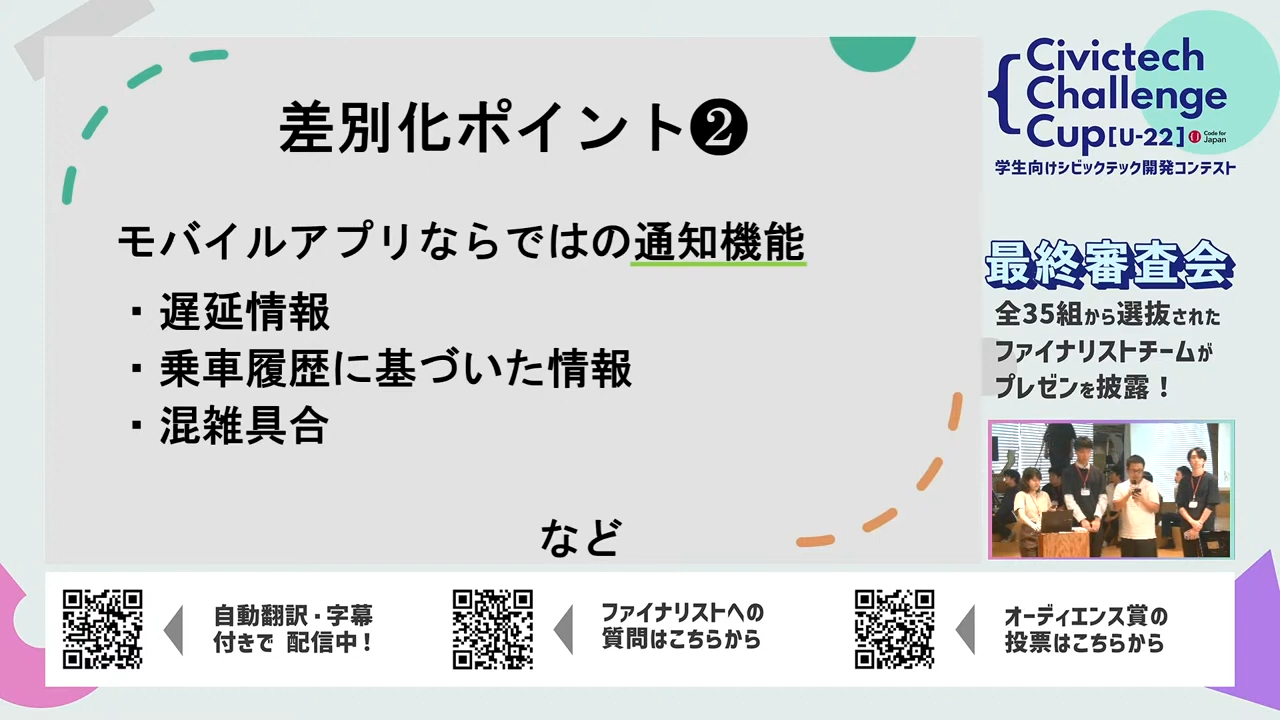 差別化ポイント❷
モバイルアプリならではの通知機能
・遅延情報
・乗車履歴に基づいた情報
・混雑具合
など
Civictech
Challenge
Cup[U-22]
Code for
Japan
学生向けシビックテック開発コンテスト
最終審査会
全35組から選抜された
ファイナリストチームが
プレゼンを披露！
自動翻訳・字幕
付きで 配信中！
ファイナリストへの
質問はこちらから
オーディエンス賞の
投票はこちらから